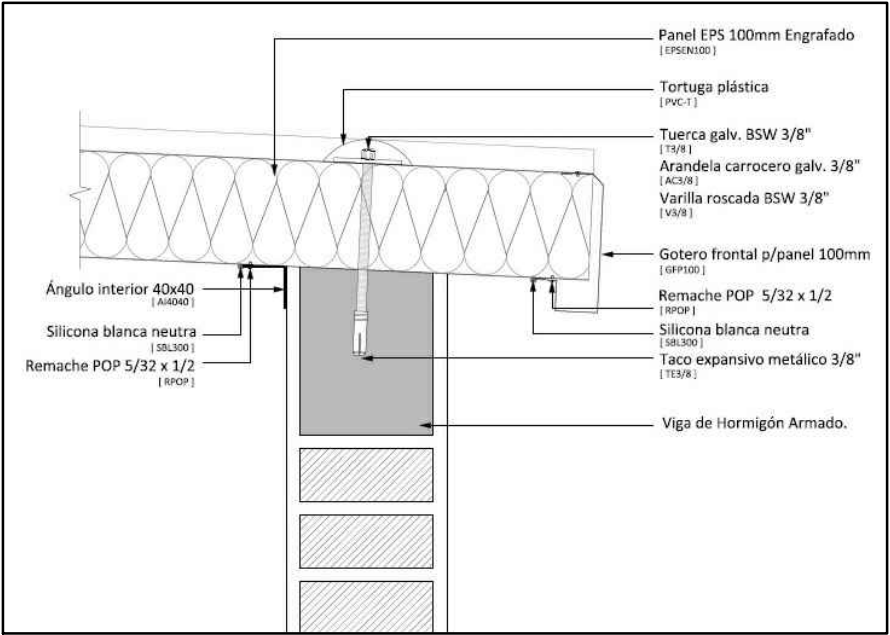 Panel EPS 100mm Engrafado
[ EPSEN100 ]
Tortuga plástica
[ PVC-T ]
Tuerca galv. BSW 3/8"
[ T3/8 ]
Arandela carrocero galv. 3/8"
[ AC3/8 ]
Varilla roscada BSW 3/8"
[ V3/8 ]
Gotero frontal p/panel 100mm
[ GFP100 ]
Remache POP 5/32 x 1/2
[ RPOP ]
Silicona blanca neutra
[ SBL300 ]
Taco expansivo metálico 3/8"
[ TE3/8 ]
Viga de Hormigón Armado.
Ángulo interior 40x40
[ AI4040 ]
Silicona blanca neutra
[ SBL300 ]
Remache POP 5/32 x 1/2
[ RPOP ]